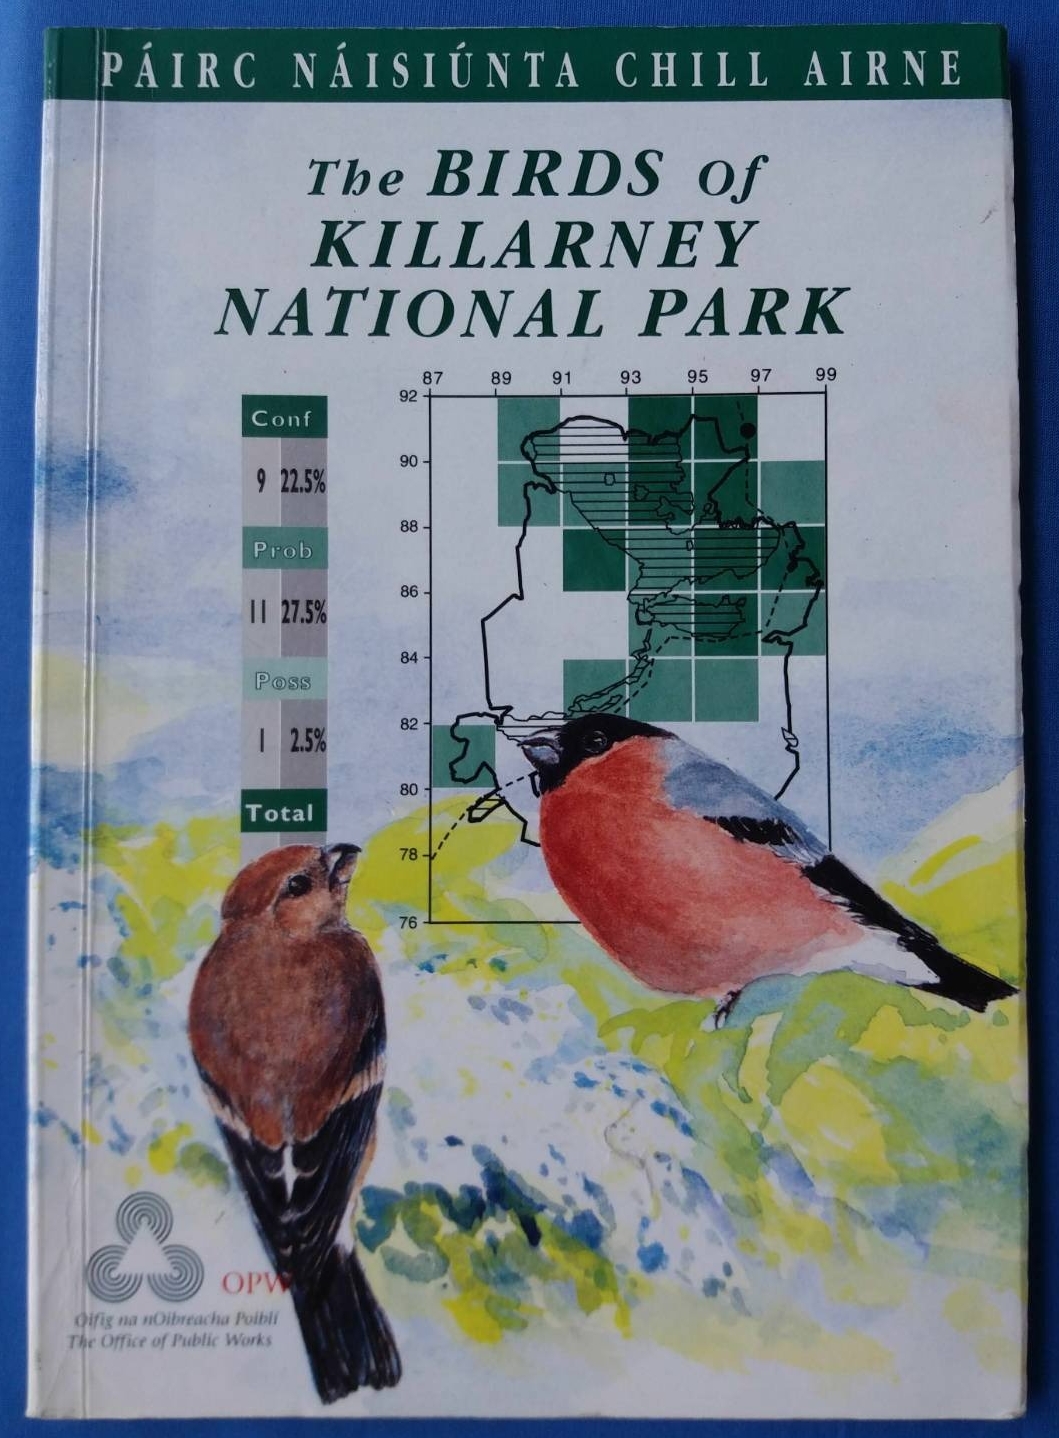 PÁIRC NÁISIÚNTA CHILL AIRNE
The BIRDS of
KILLARNEY
NATIONAL PARK
87 89 91 93 95 97 99
92
90
88
86
84
82
80
78
76
Conf
9 22.5%
Prob
11 27.5%
Poss
1 2.5%
Total
OPW
Oifig na nOibreacha Poiblí
The Office of Public Works